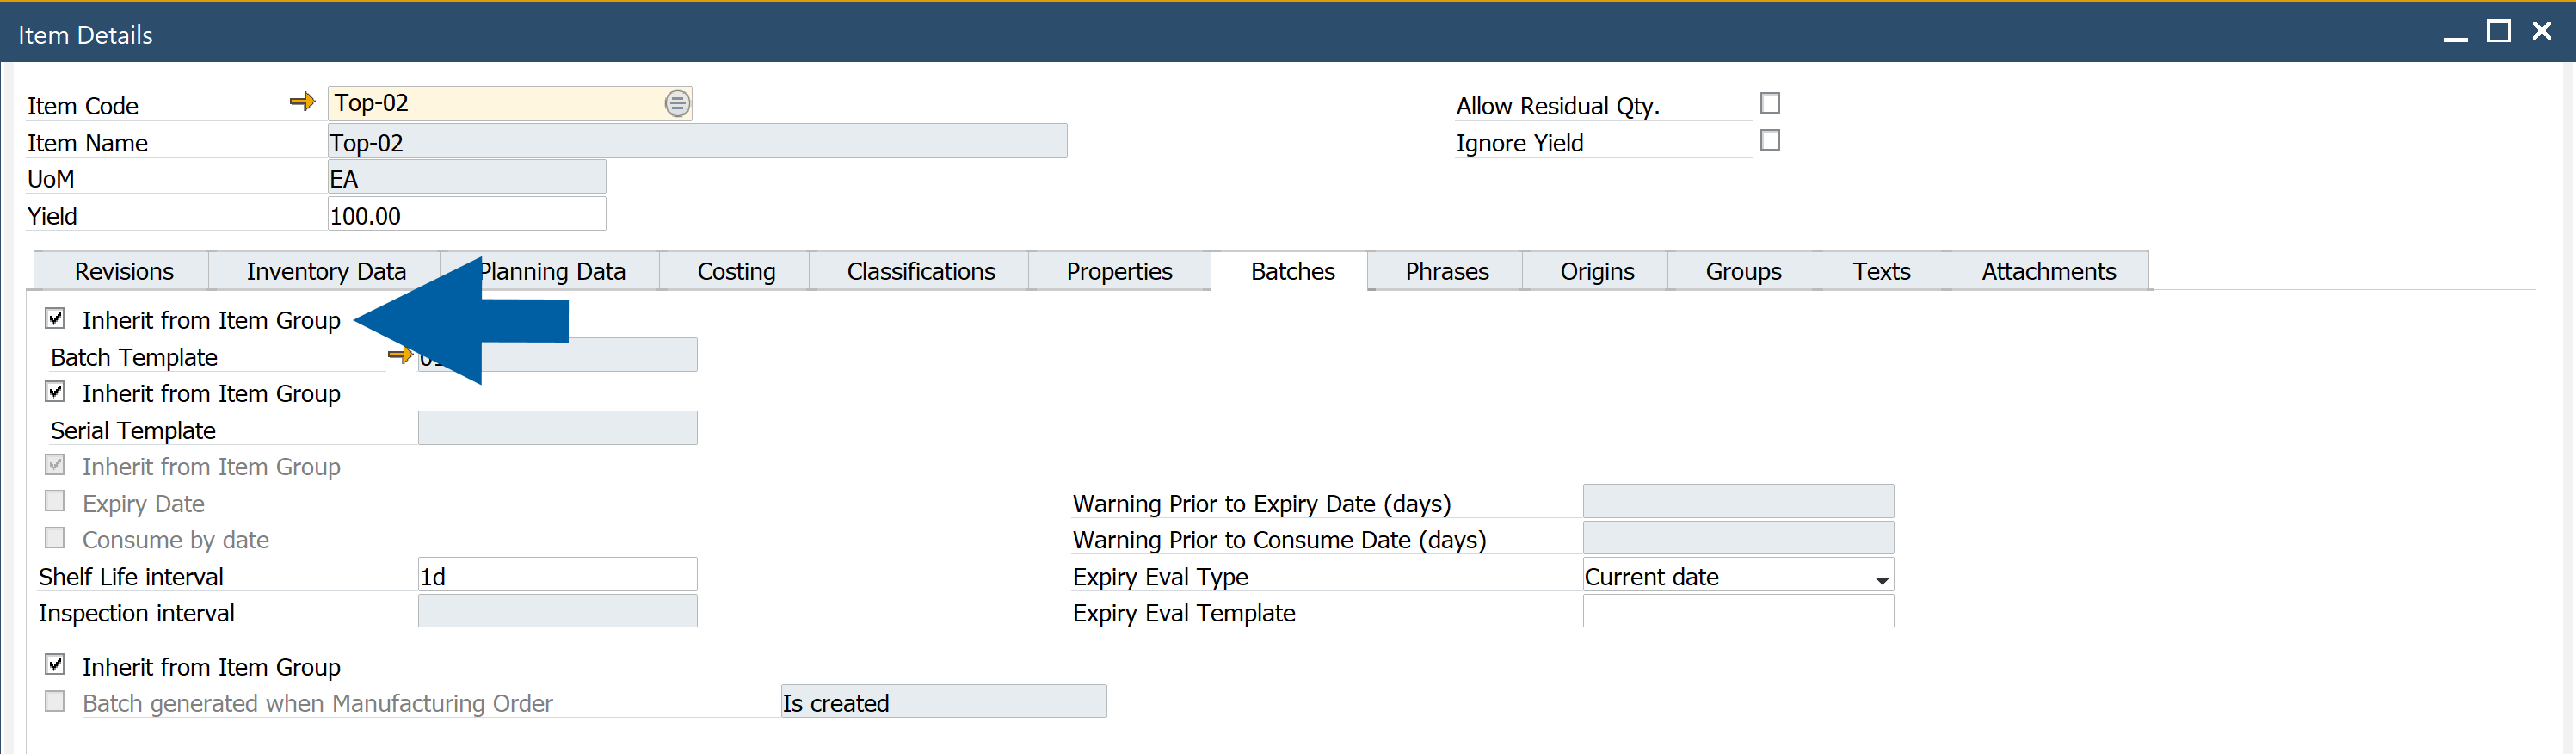 Item Details
Item Code Top-02 Allow Residual Qty.
Item Name Top-02 Ignore Yield
UoM EA
Yield 100.00
Revisions Inventory Data Planning Data Costing Classifications Properties Batches Phrases Origins Groups Texts Attachments
Inherit from Item Group
Batch Template
Inherit from Item Group
Serial Template
Inherit from Item Group
Expiry Date Warning Prior to Expiry Date (days)
Consume by date Warning Prior to Consume Date (days)
Shelf Life interval 1d Expiry Eval Type Current date
Inspection interval Expiry Eval Template
Inherit from Item Group
Batch generated when Manufacturing Order Is created